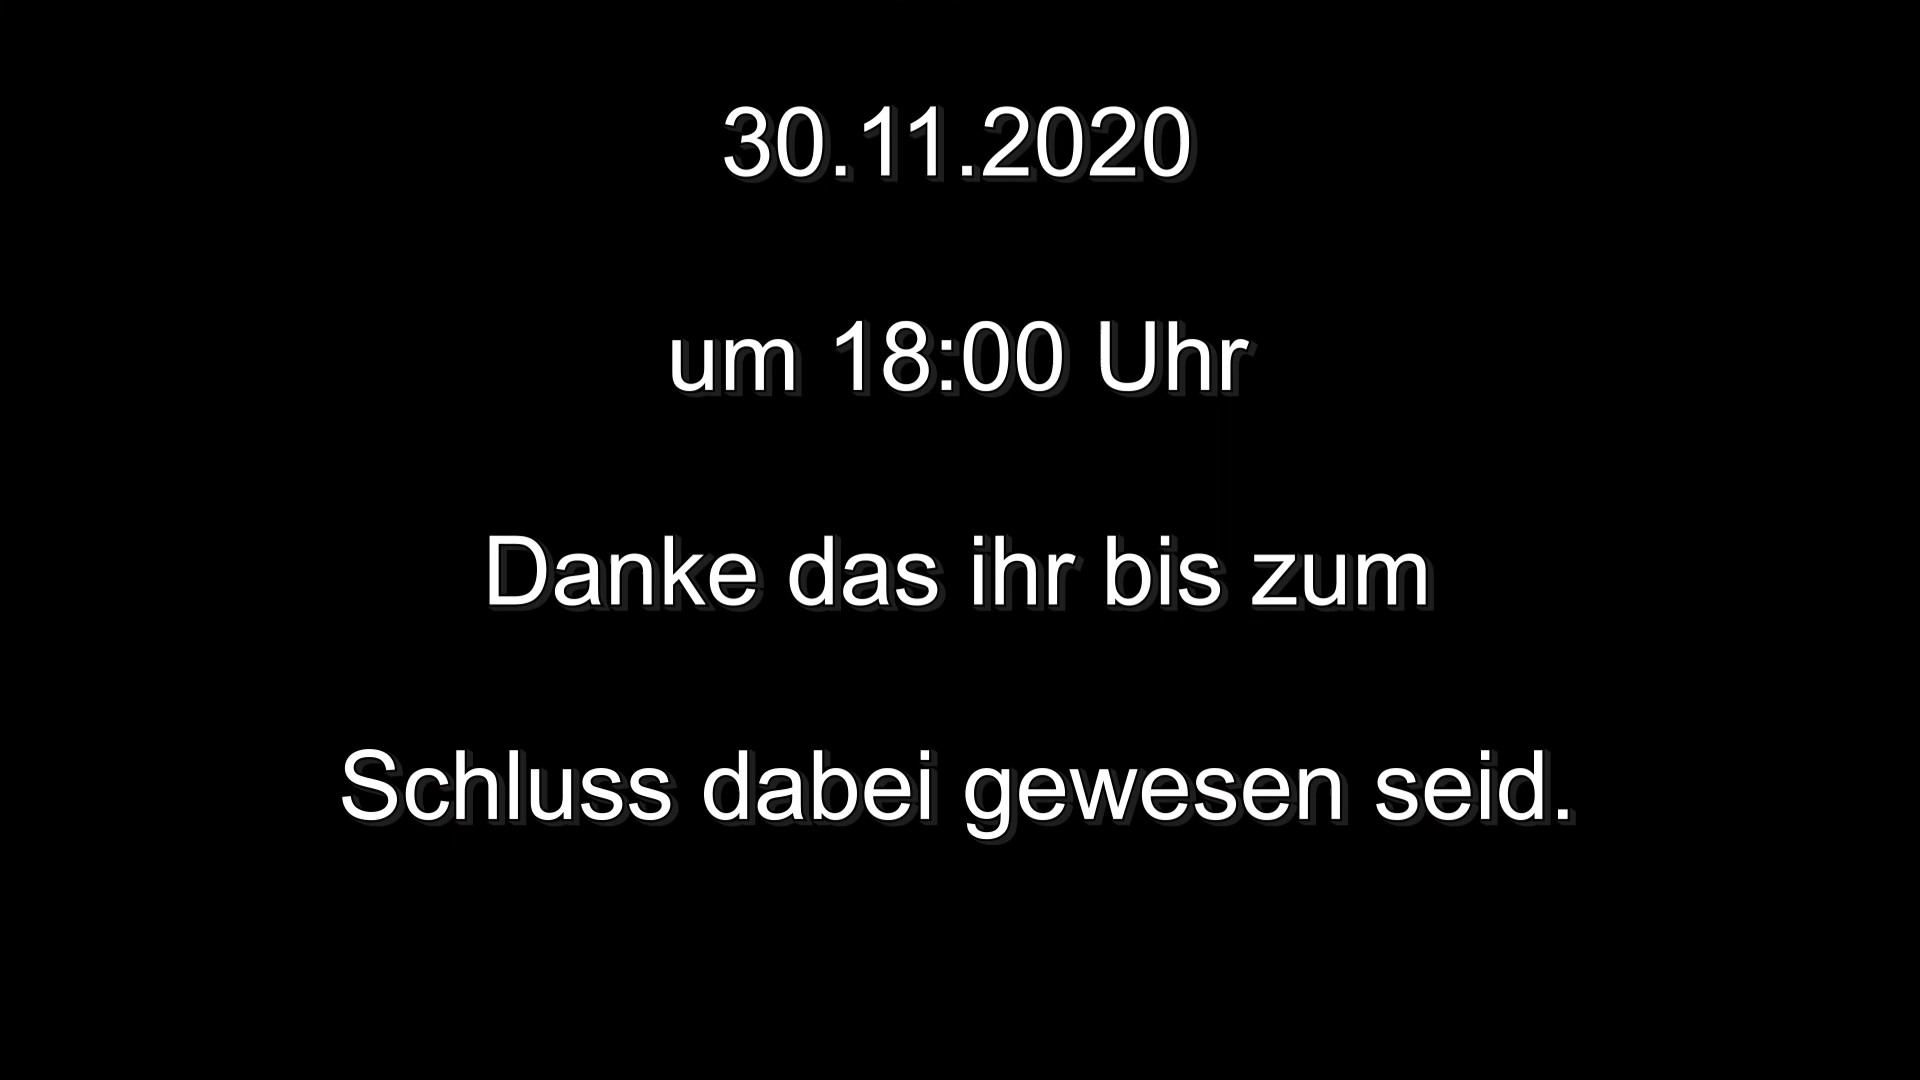 30.11.2020
um 18:00 Uhr
Danke das ihr bis zum
Schluss dabei gewesen seid.